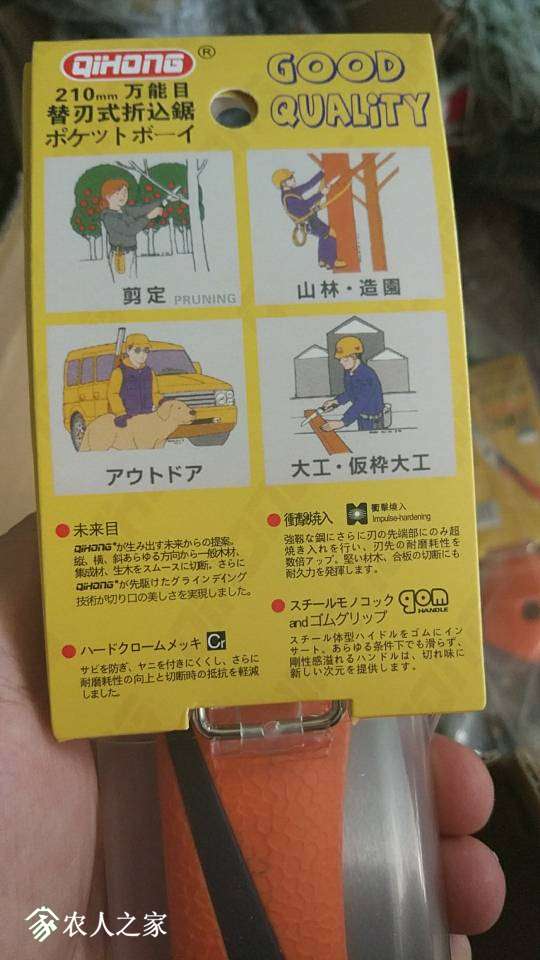 QiHONG®
GOOD
QUALITY
210mm 万能目
替刃式折込鋸
ポケットボーイ
剪定 PRUNING
山林・造園
アウトドア
大工・仮枠大工
● 未来目
QiHONG®が生み出す未来からの提案。
縦、横、斜あらゆる方向から一般木材、
集成材、生木をスムースに切断。さらに
QiHONG®が先駆けたグラインディング
技術が切り口の美しさを実現しました。
● ハードクロームメッキ Cr
サビを防ぎ、ヤニを付きにくくし、さらに
耐磨耗性の向上と切断時の抵抗を軽減
しました.
● 衝撃焼入 衝撃焼入
Impulse-hardening
強靱な鋼にさらに刃の先端部にのみ超
焼き入れを行い、刃先の耐磨耗性を
数倍アップ。堅い材木、合板の切断にも
耐久力を発揮します。
● スチールモノコック gom
andゴムグリップ HANDLE
スチール体型ハイドルをゴムにイン
サート。あらゆる条件下でも滑らず、
剛性感溢れるハンドルは、切れ味に
新しい次元を提供します。
农人之家